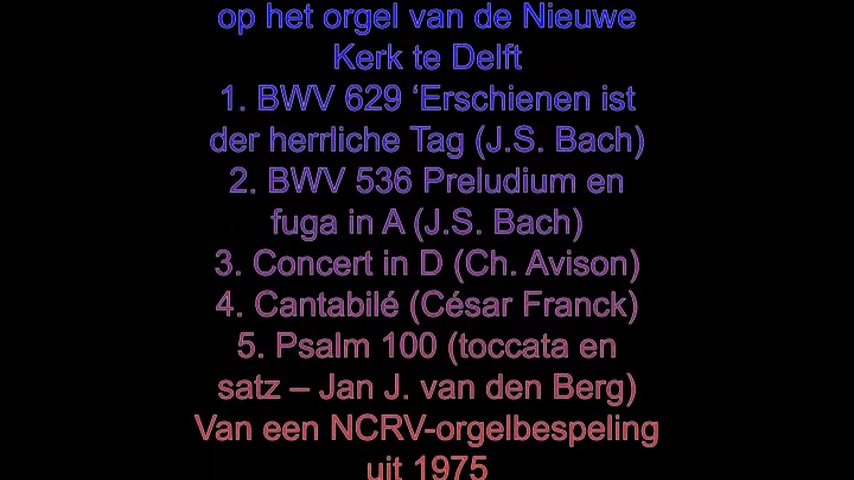 op het orgel van de Nieuwe
Kerk te Delft
1. BWV 629 ‘Erschienen ist
der herrliche Tag (J.S. Bach)
2. BWV 536 Preludium en
fuga in A (J.S. Bach)
3. Concert in D (Ch. Avison)
4. Cantabilé (César Franck)
5. Psalm 100 (toccata en
satz – Jan J. van den Berg)
Van een NCRV-orgelbespeling
uit 1975